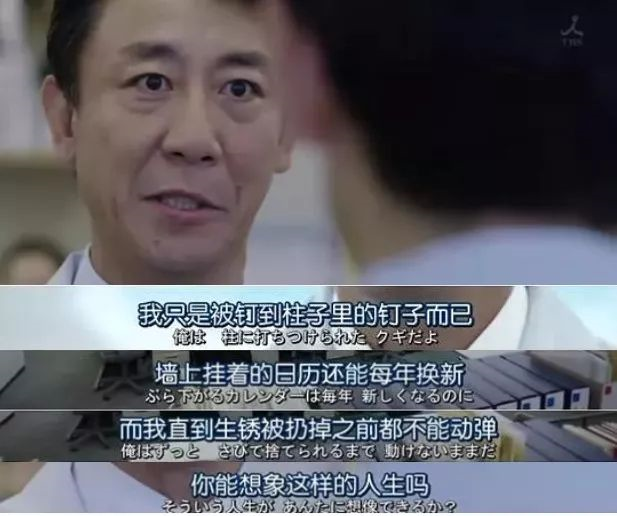 TBS
我只是被钉到柱子里的钉子而已
俺は　柱に打ちつけられた　クギだよ
墙上挂着的日历还能每年换新
ぶら下がるカレンダーは毎年　新しくなるのに
而我直到生锈被扔掉之前都不能动弹
俺はずっと　さびて捨てられるまで　動けないままだ
你能想象这样的人生吗
そういう人生が　あんたに想像できるか？